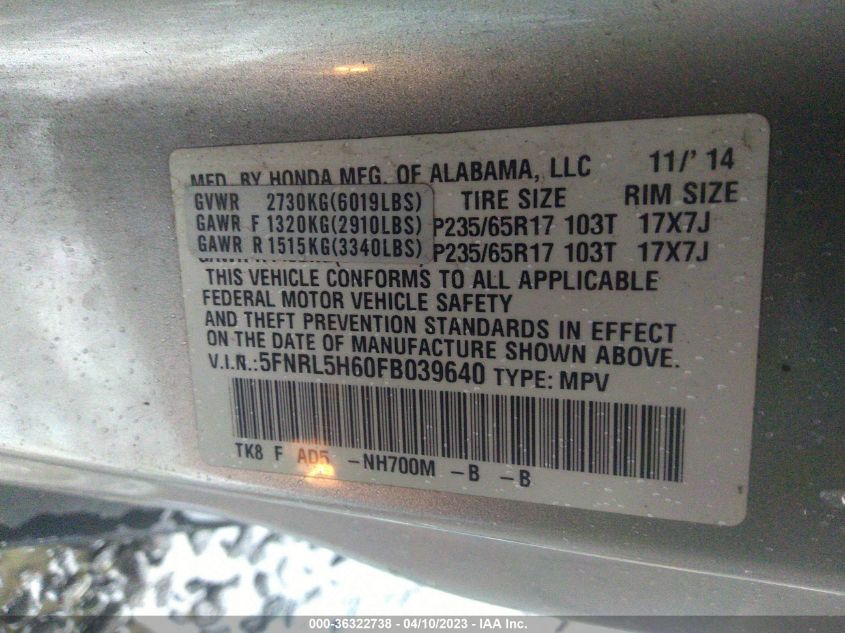 MFD. BY HONDA MFG. OF ALABAMA, LLC 11/' 14
GVWR 2730KG(6019LBS) TIRE SIZE RIM SIZE
GAWR F 1320KG(2910LBS) P235/65R17 103T 17X7J
GAWR R 1515KG(3340LBS) P235/65R17 103T 17X7J
THIS VEHICLE CONFORMS TO ALL APPLICABLE
FEDERAL MOTOR VEHICLE SAFETY
AND THEFT PREVENTION STANDARDS IN EFFECT
ON THE DATE OF MANUFACTURE SHOWN ABOVE.
V.I.N.:5FNRL5H60FB039640 TYPE: MPV
TK8 F AD5 -NH700M -B -B
000-36322738 - 04/10/2023 - IAA Inc.